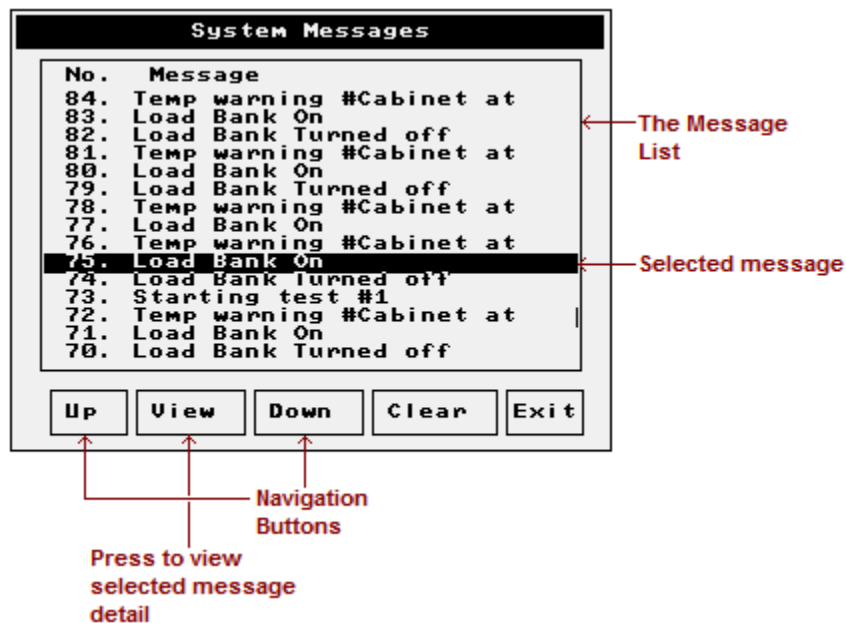 System Messages
No. Message
84. Temp warning #Cabinet at
83. Load Bank On
82. Load Bank Turned off
81. Temp warning #Cabinet at
80. Load Bank On
79. Load Bank Turned off
78. Temp warning #Cabinet at
77. Load Bank On
76. Temp warning #Cabinet at
75. Load Bank On
74. Load Bank Turned off
73. Starting test #1
72. Temp warning #Cabinet at
71. Load Bank On
70. Load Bank Turned off
The Message
List
Selected message
Up View Down Clear Exit
Navigation
Buttons
Press to view
selected message
detail